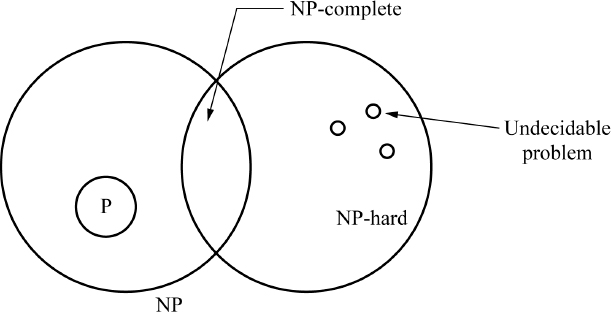 NP-complete
Undecidable
problem
P
NP-hard
NP